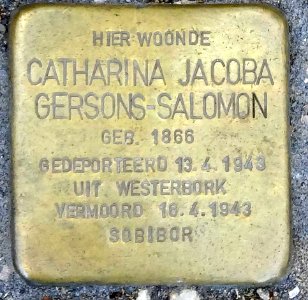 HIER WOONDE
CATHARINA JACOBA
GERSONS-SALOMON
GEB. 1866
GEDEPORTEERD 13.4.1943
UIT WESTERBORK
VERMOORD 16.4.1943
SOBIBOR